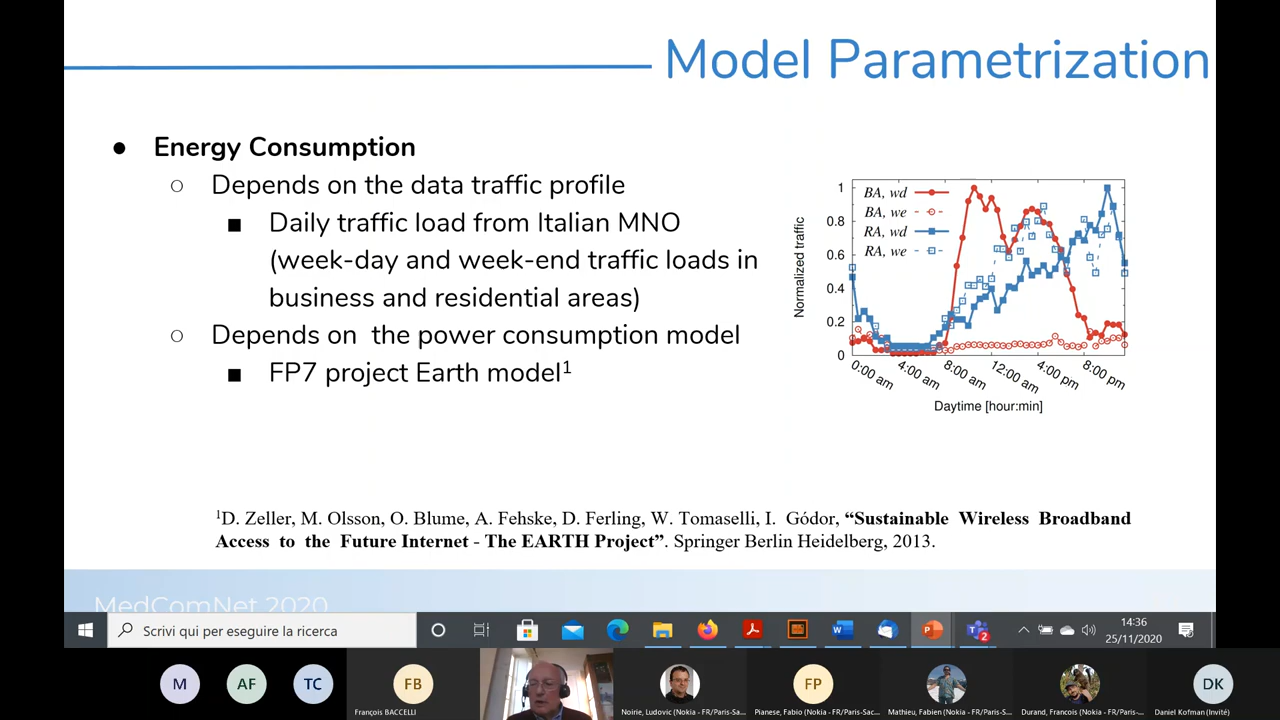 Model Parametrization
● Energy Consumption
○ Depends on the data traffic profile
■ Daily traffic load from Italian MNO
(week-day and week-end traffic loads in
business and residential areas)
○ Depends on the power consumption model
■ FP7 project Earth model¹
BA, wd
BA, we
RA, wd
RA, we
Normalized traffic
1
0.8
0.6
0.4
0.2
0
0:00 am
4:00 am
8:00 am
12:00 am
4:00 pm
8:00 pm
Daytime [hour:min]
¹D. Zeller, M. Olsson, O. Blume, A. Fehske, D. Ferling, W. Tomaselli, I. Gódor, “Sustainable Wireless Broadband
Access to the Future Internet - The EARTH Project”. Springer Berlin Heidelberg, 2013.
MedComNet 2020
Scrivi qui per eseguire la ricerca
2
14:36
25/11/2020
M
AF
TC
FB
FP
DK
François BACCELLI
Noirie, Ludovic (Nokia - FR/Paris-Sa...
Pianese, Fabio (Nokia - FR/Paris-Sac...
Mathieu, Fabien (Nokia - FR/Paris-S...
Durand, Francois (Nokia - FR/Paris-...
Daniel Kofman (Invité)